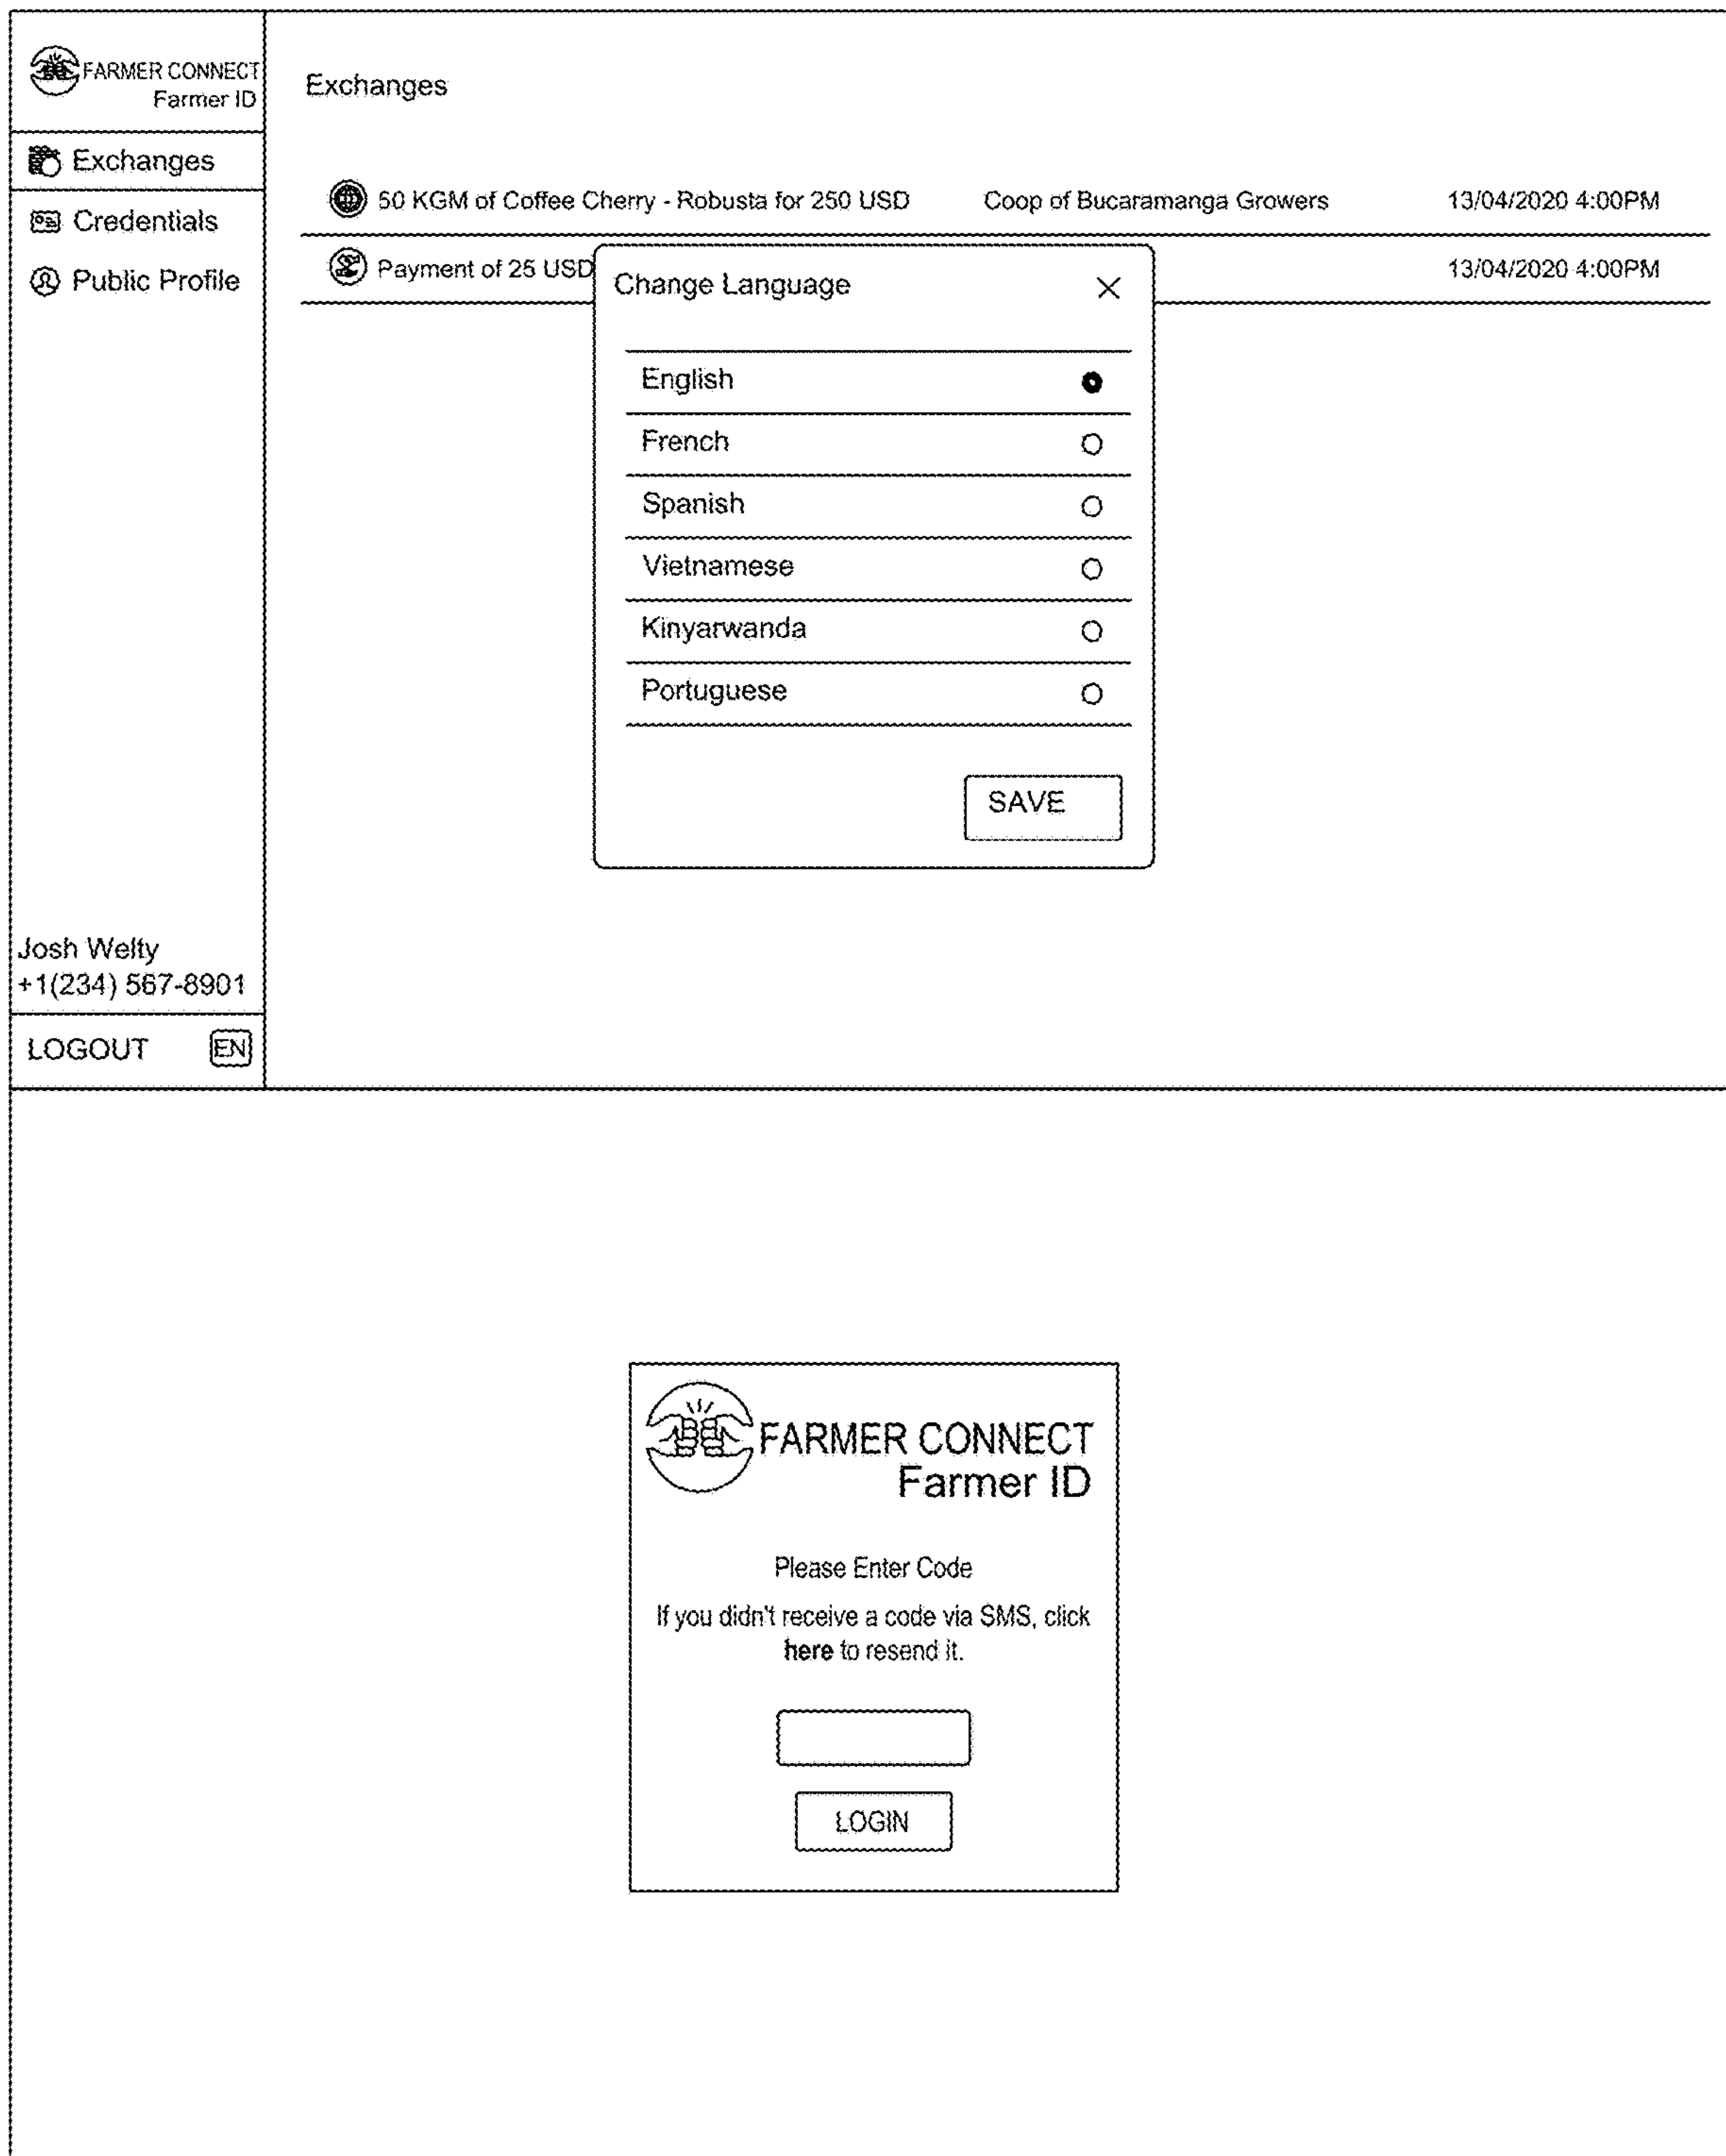 FARMER CONNECT
Farmer ID
Exchanges
Credentials
Public Profile
Josh Welty
+1(234) 567-8901
LOGOUT EN
Exchanges
50 KGM of Coffee Cherry - Robusta for 250 USD Coop of Bucaramanga Growers 13/04/2020 4:00PM
Payment of 25 USD 13/04/2020 4:00PM
Change Language
English
French
Spanish
Vietnamese
Kinyarwanda
Portuguese
SAVE
FARMER CONNECT
Farmer ID
Please Enter Code
If you didn't receive a code via SMS, click
here to resend it.
LOGIN